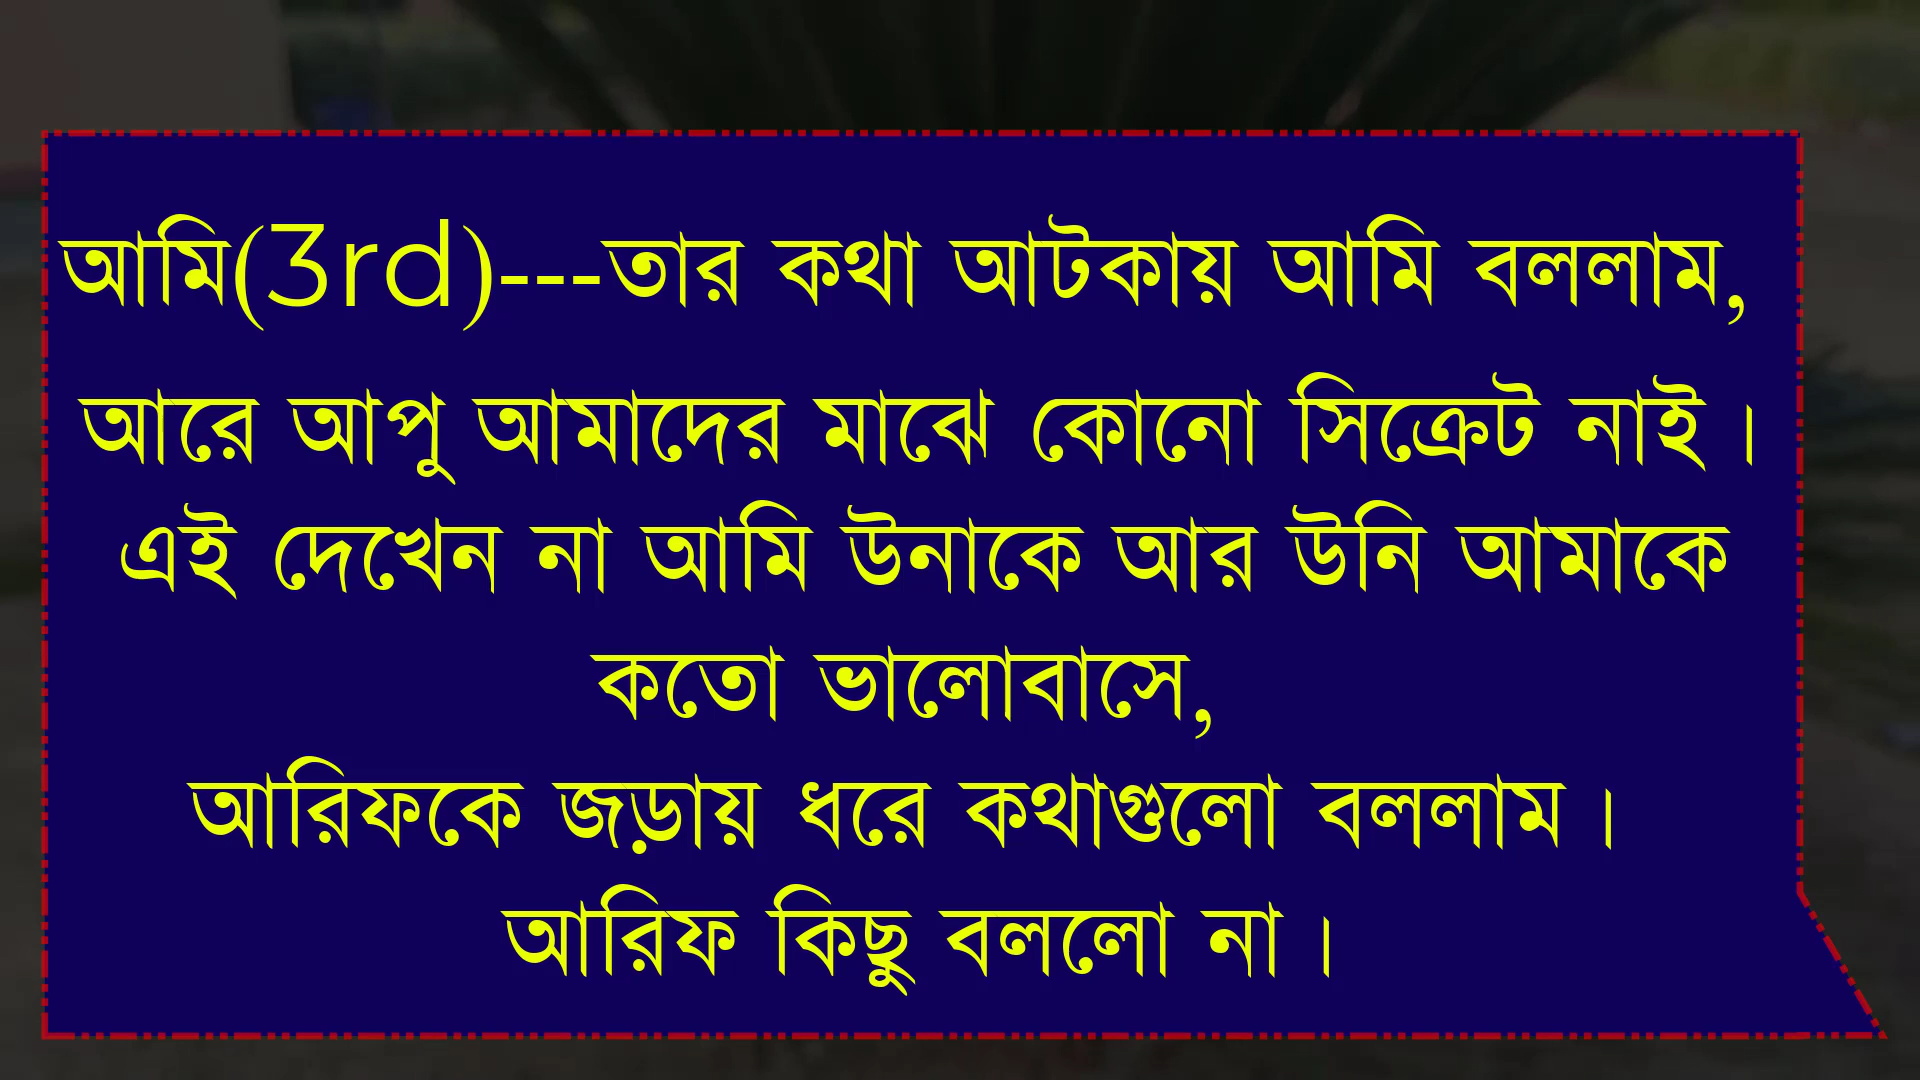 আমি(3rd)---তার কথা আটকায় আমি বললাম,
আরে আপু আমাদের মাঝে কোনো সিক্রেট নাই।
এই দেখেন না আমি উনাকে আর উনি আমাকে
কতো ভালোবাসে,
আরিফকে জড়ায় ধরে কথাগুলো বললাম।
আরিফ কিছু বললো না।